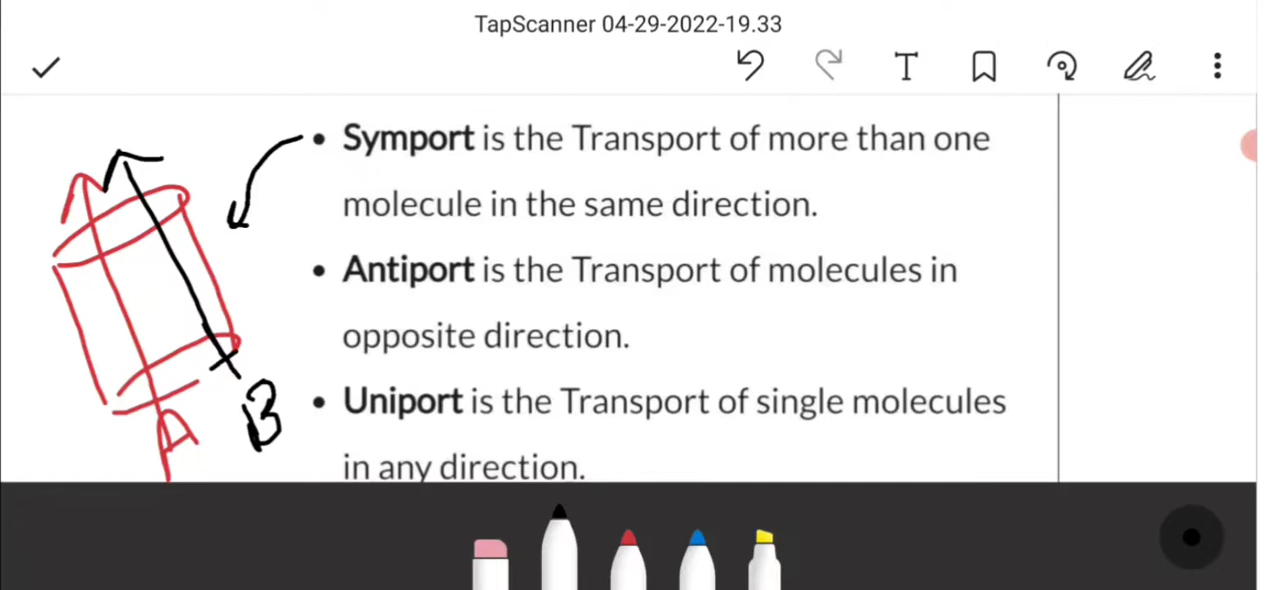 TapScanner 04-29-2022-19.33
T
• Symport is the Transport of more than one
molecule in the same direction.
• Antiport is the Transport of molecules in
opposite direction.
• Uniport is the Transport of single molecules
in any direction.
A
B